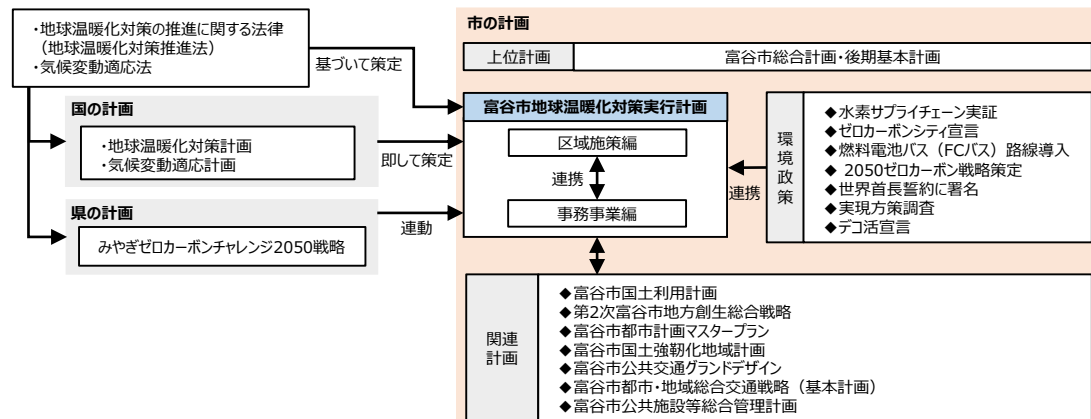 ・地球温暖化対策の推進に関する法律
（地球温暖化対策推進法）
・気候変動適応法
基づいて策定
国の計画
・地球温暖化対策計画
・気候変動適応計画
即して策定
県の計画
みやぎゼロカーボンチャレンジ2050戦略
連動
市の計画
上位計画
富谷市総合計画・後期基本計画
富谷市地球温暖化対策実行計画
区域施策編
連携
事務事業編
連携
環境政策
◆水素サプライチェーン実証
◆ゼロカーボンシティ宣言
◆燃料電池バス（FCバス）路線導入
◆ 2050ゼロカーボン戦略策定
◆世界首長誓約に署名
◆実現方策調査
◆デコ活宣言
関連
計画
◆富谷市国土利用計画
◆第2次富谷市地方創生総合戦略
◆富谷市都市計画マスタープラン
◆富谷市国土強靭化地域計画
◆富谷市公共交通グランドデザイン
◆富谷市都市・地域総合交通戦略（基本計画）
◆富谷市公共施設等総合管理計画